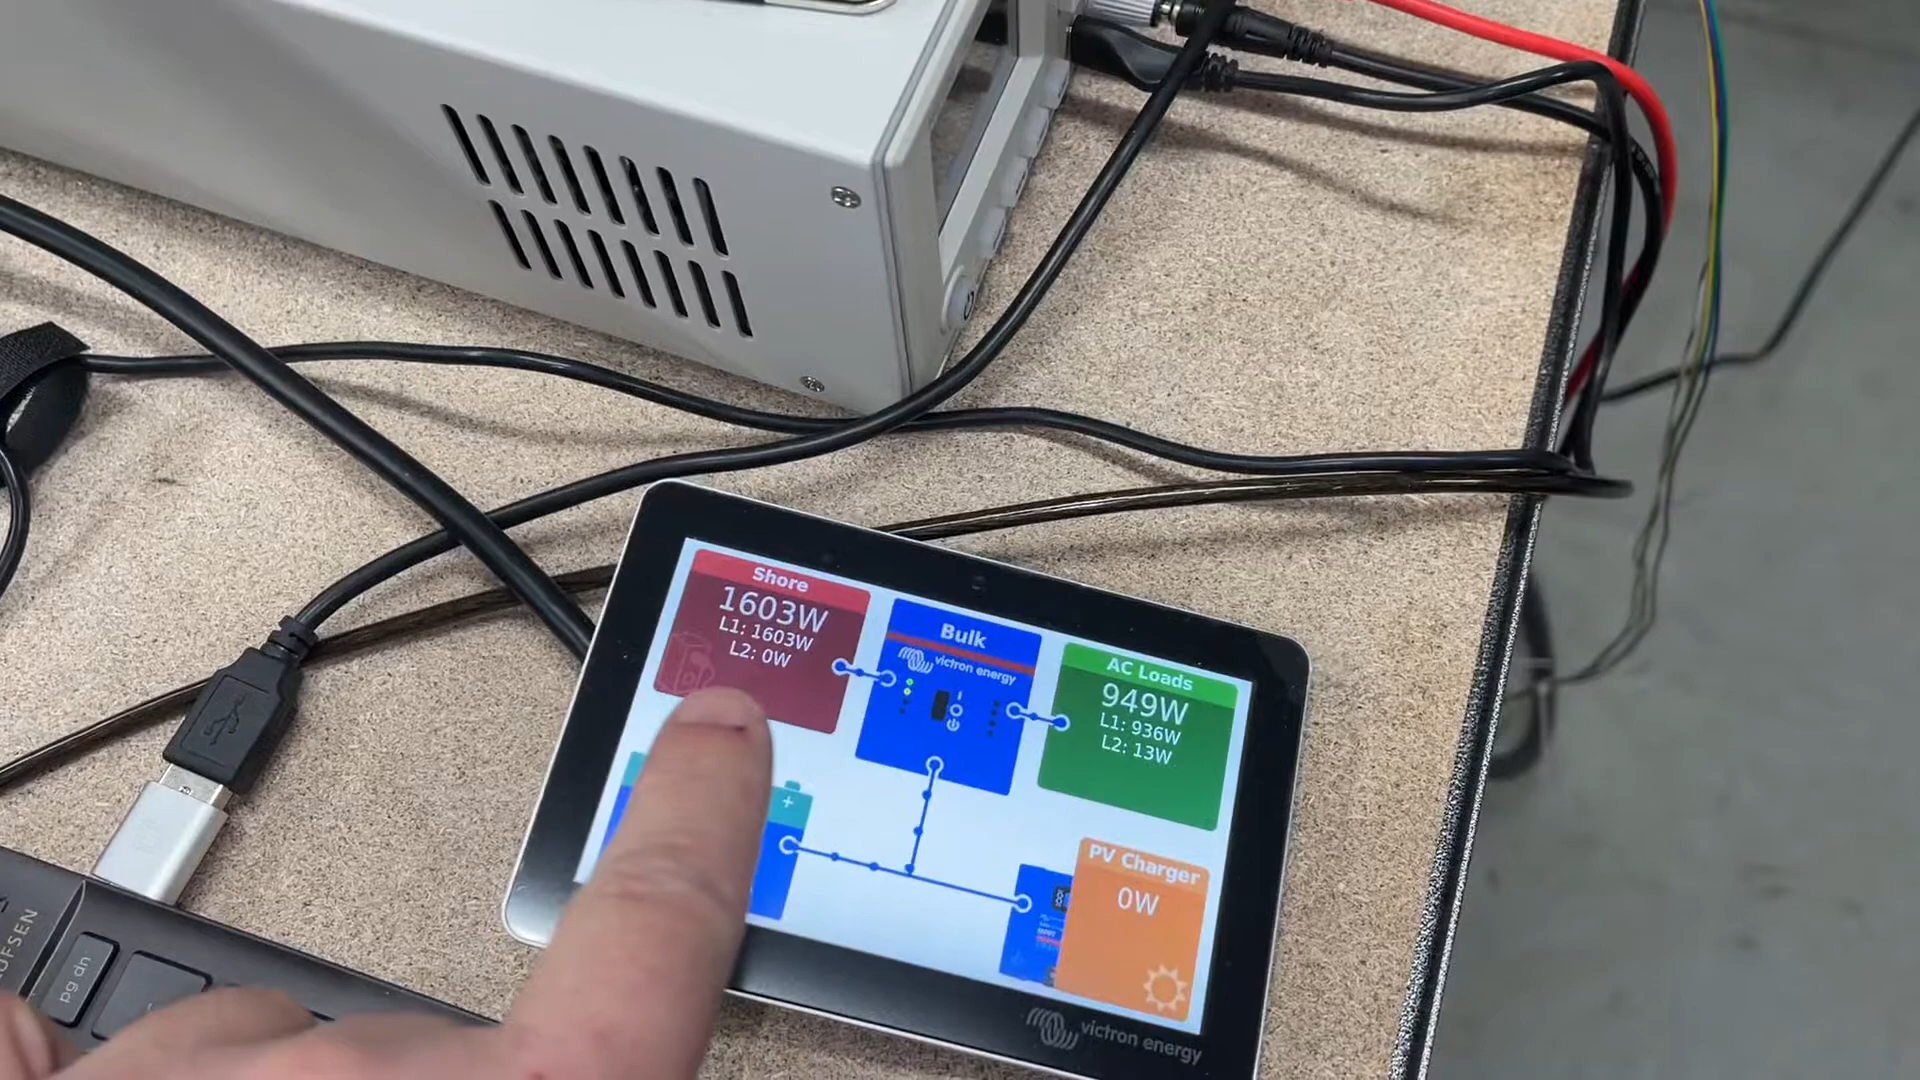 Shore
1603W
L1: 1603W
L2: 0W
Bulk
victron energy
AC Loads
949W
L1: 936W
L2: 13W
PV Charger
0W
victron energy
pg dn